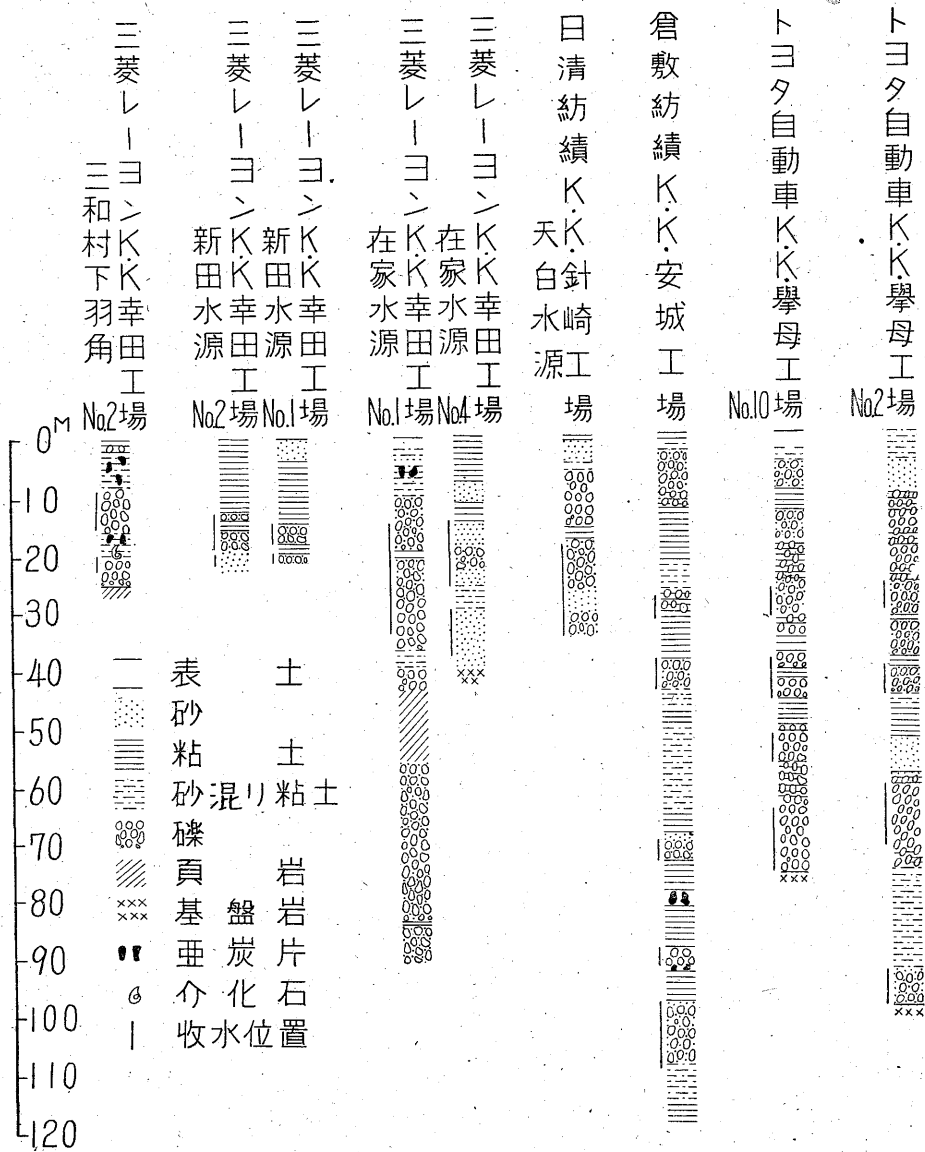 三菱レーヨンK.K幸田工場
三和村下羽角
No.2
三菱レーヨンK.K幸田工場
新田水源
No.2
三菱レーヨンK.K幸田工場
新田水源
No.1
三菱レーヨンK.K幸田工場
在家水源
No.1
三菱レーヨンK.K幸田工場
在家水源
No.4
日清紡績K.K.針崎工場
天白水源
倉敷紡績K.K.安城工場
トヨタ自動車K.K.擧母工場
No.10
トヨタ自動車K.K.擧母工場
No.2
0M
10
20
30
40
50
60
70
80
90
100
110
120
表土
砂
粘土
砂混リ粘土
礫
頁岩
基盤岩
亜炭片
介化石
收水位置